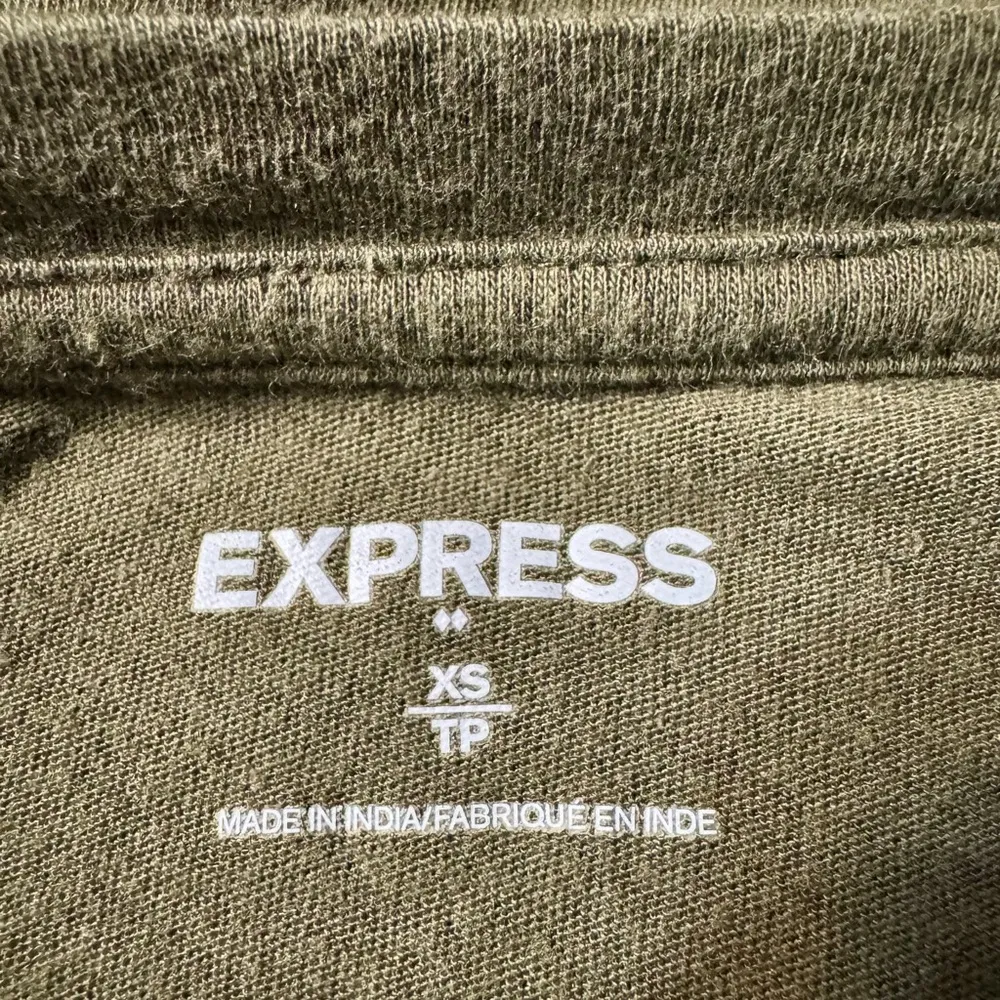 EXPRESS
XS
TP
MADE IN INDIA/FABRIQUÉ EN INDE